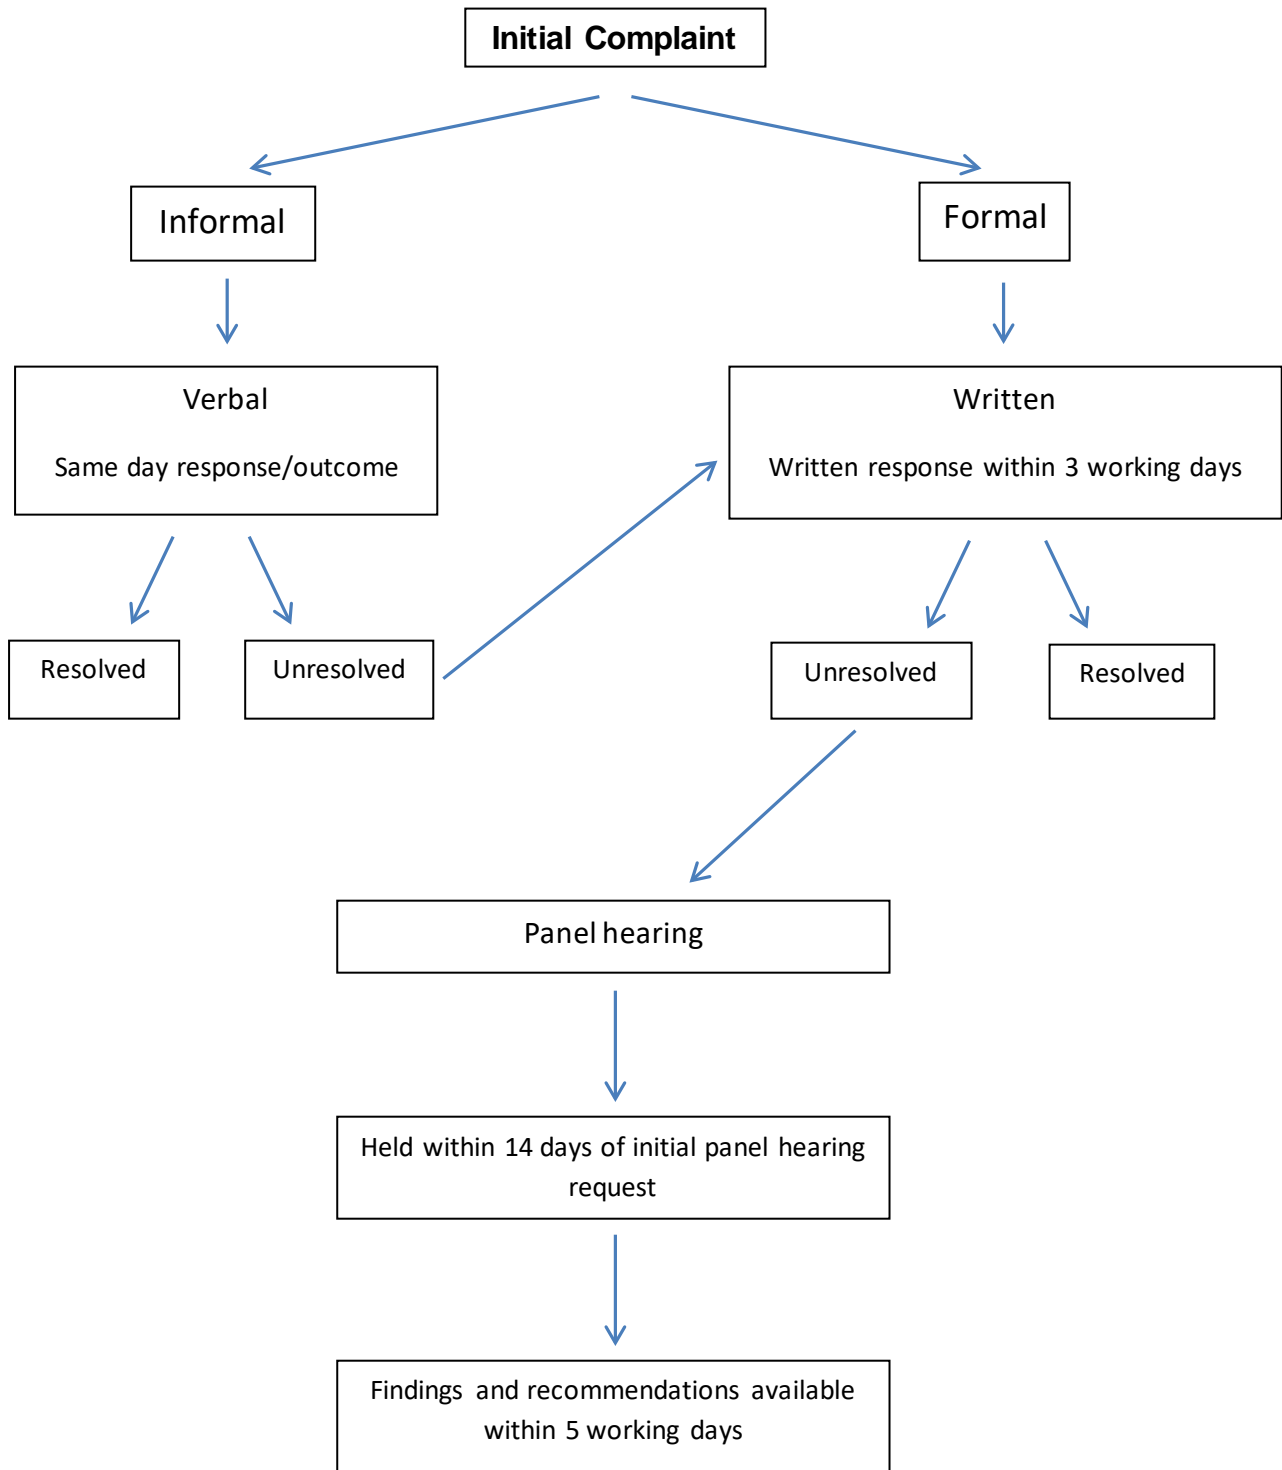 Initial Complaint
Informal
Formal
Verbal
Same day response/outcome
Written
Written response within 3 working days
Resolved
Unresolved
Unresolved
Resolved
Panel hearing
Held within 14 days of initial panel hearing
request
Findings and recommendations available
within 5 working days